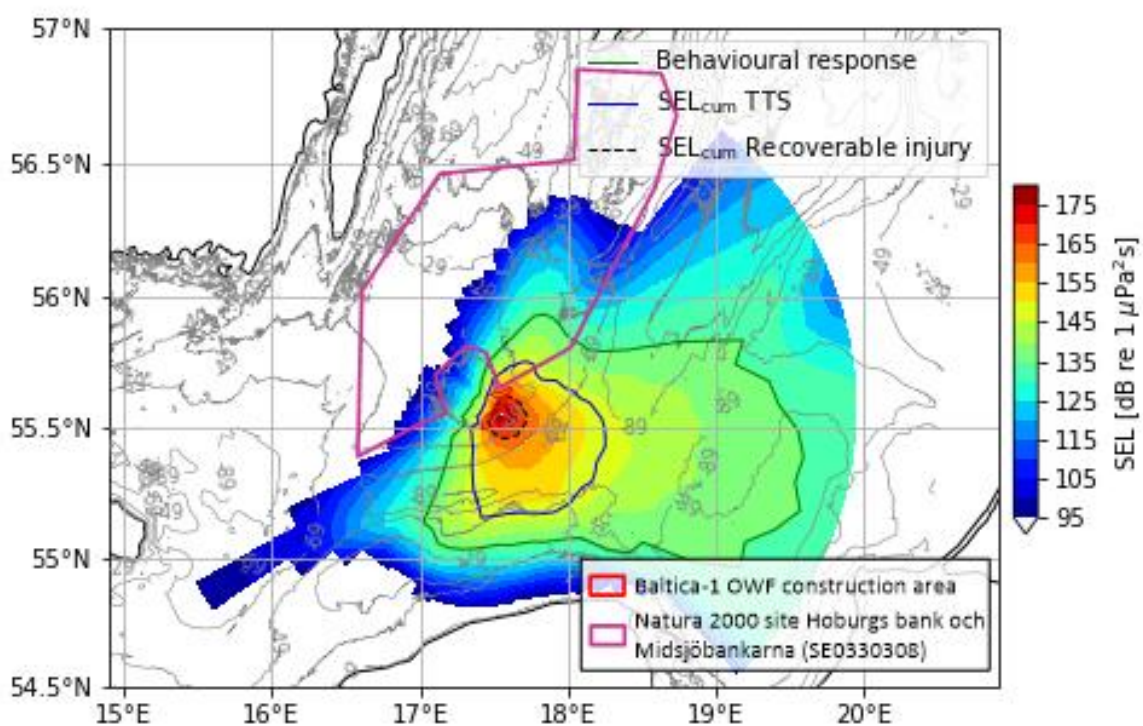 57°N
56.5°N
56°N
55.5°N
55°N
54.5°N
15°E
16°E
17°E
18°E
19°E
20°E
Behavioural response
SELcum TTS
SELcum Recoverable injury
Baltica-1 OWF construction area
Natura 2000 site Hoburgs bank och
Midsjöbankarna (SE0330308)
175
165
155
145
135
125
115
105
95
SEL [dB re 1 µPa²s]